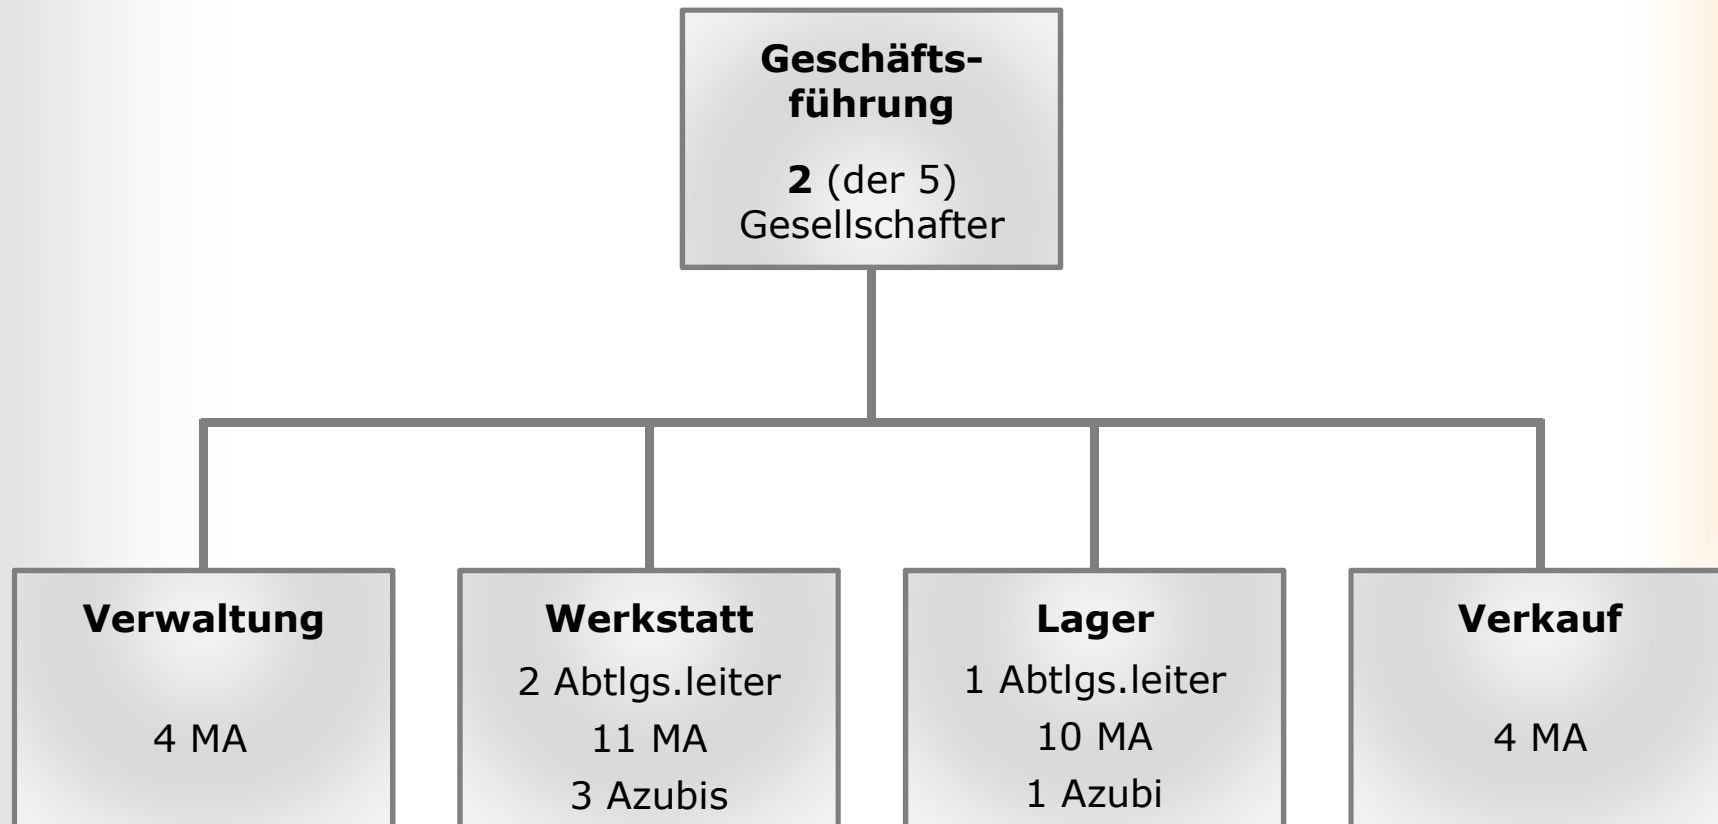 Geschäfts-
führung
2 (der 5)
Gesellschafter
Verwaltung
4 MA
Werkstatt
2 Abtlgs.leiter
11 MA
3 Azubis
Lager
1 Abtlgs.leiter
10 MA
1 Azubi
Verkauf
4 MA